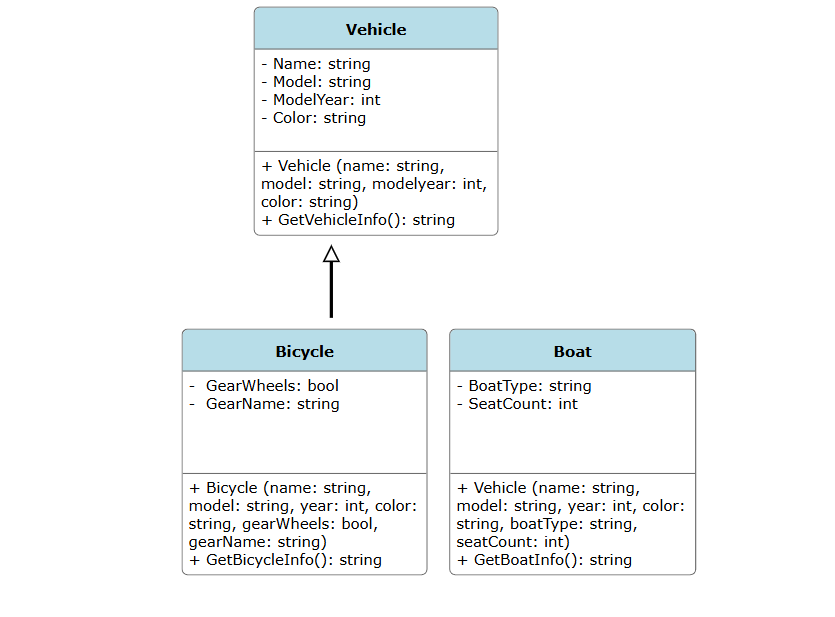 Vehicle
- Name: string
- Model: string
- ModelYear: int
- Color: string
+ Vehicle (name: string,
model: string, modelyear: int,
color: string)
+ GetVehicleInfo(): string
Bicycle
- GearWheels: bool
- GearName: string
+ Bicycle (name: string,
model: string, year: int, color:
string, gearWheels: bool,
gearName: string)
+ GetBicycleInfo(): string
Boat
- BoatType: string
- SeatCount: int
+ Vehicle (name: string,
model: string, year: int, color:
string, boatType: string,
seatCount: int)
+ GetBoatInfo(): string